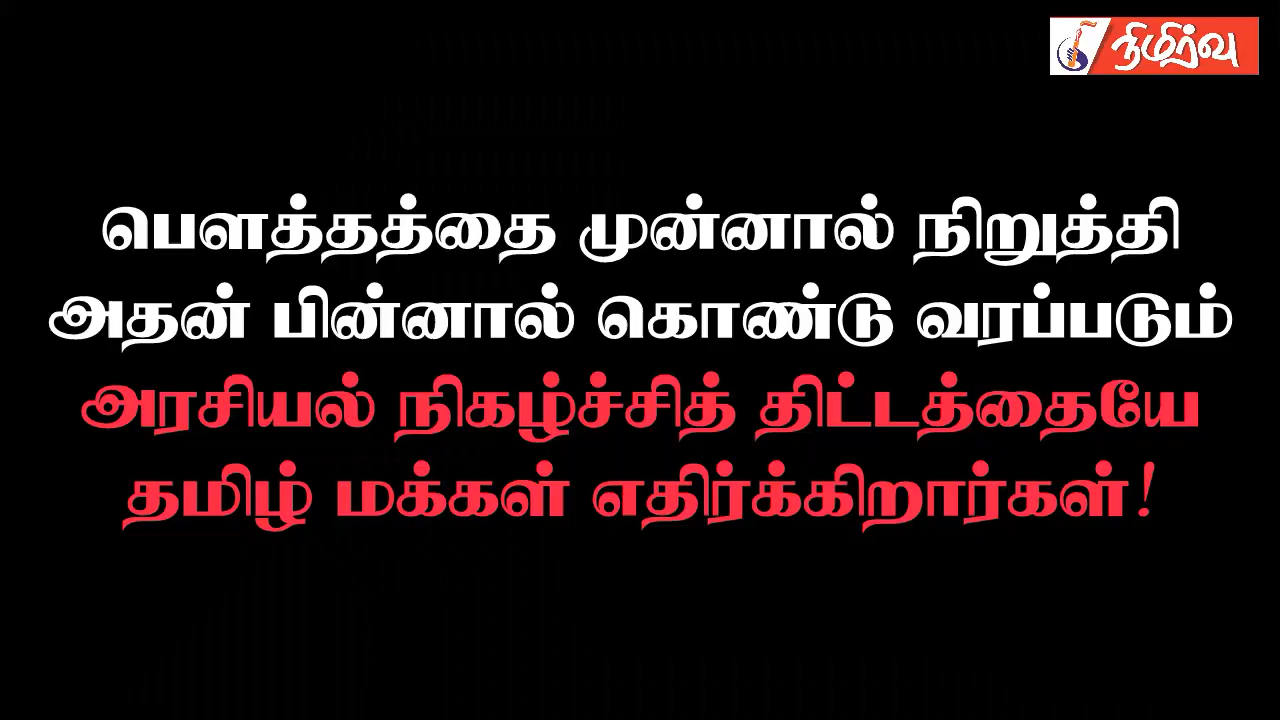 நிமிர்வு
பௌத்தத்தை முன்னால் நிறுத்தி
அதன் பின்னால் கொண்டு வரப்படும்
அரசியல் நிகழ்ச்சித் திட்டத்தையே
தமிழ் மக்கள் எதிர்க்கிறார்கள்!